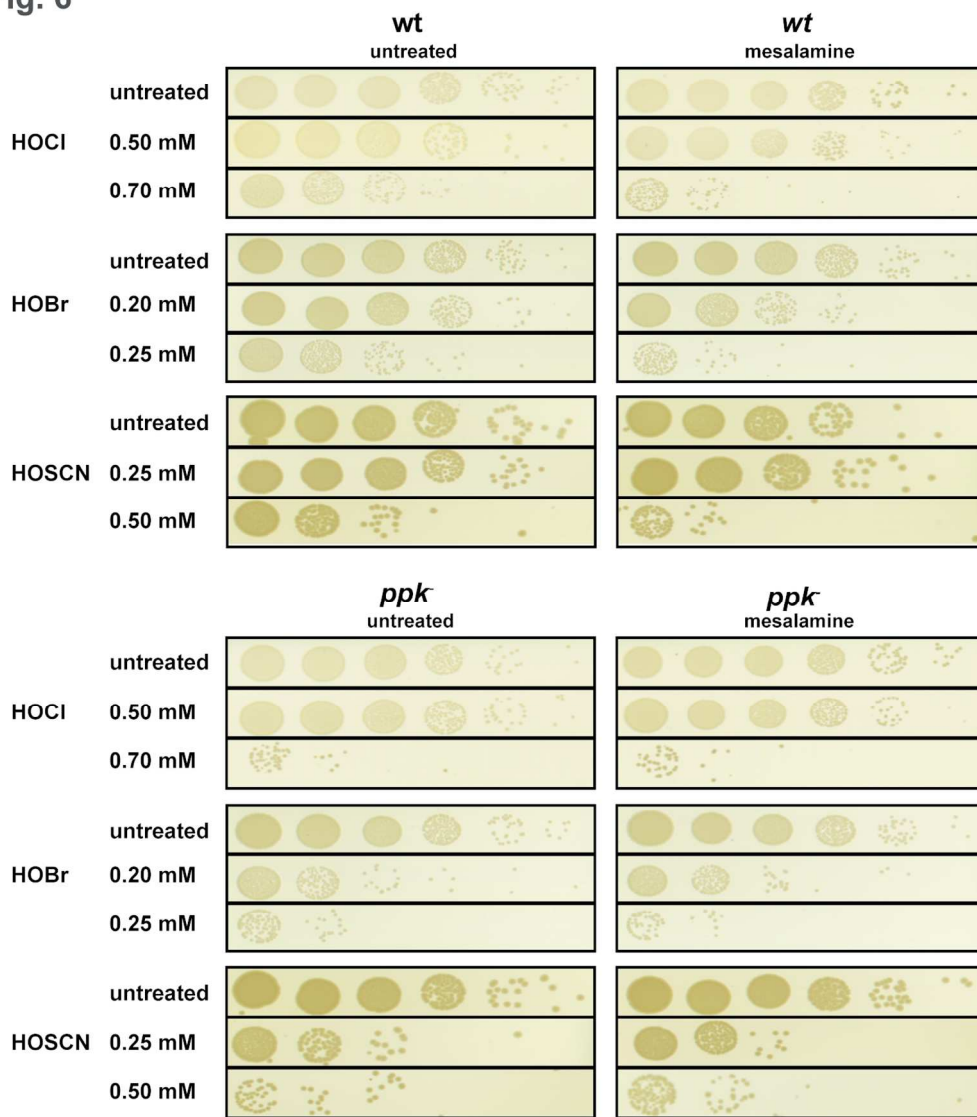 ig. 6
wt wt
untreated mesalamine
untreated
HOCl 0.50 mM
0.70 mM
untreated
HOBr 0.20 mM
0.25 mM
untreated
HOSCN 0.25 mM
0.50 mM
ppk- ppk-
untreated mesalamine
untreated
HOCl 0.50 mM
0.70 mM
untreated
HOBr 0.20 mM
0.25 mM
untreated
HOSCN 0.25 mM
0.50 mM